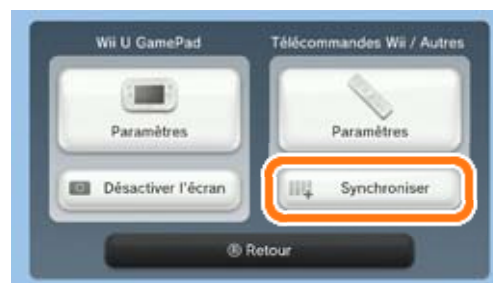 Wii U GamePad
Télécommandes Wii / Autres
Paramètres
Paramètres
Désactiver l'écran
Synchroniser
Ⓑ Retour